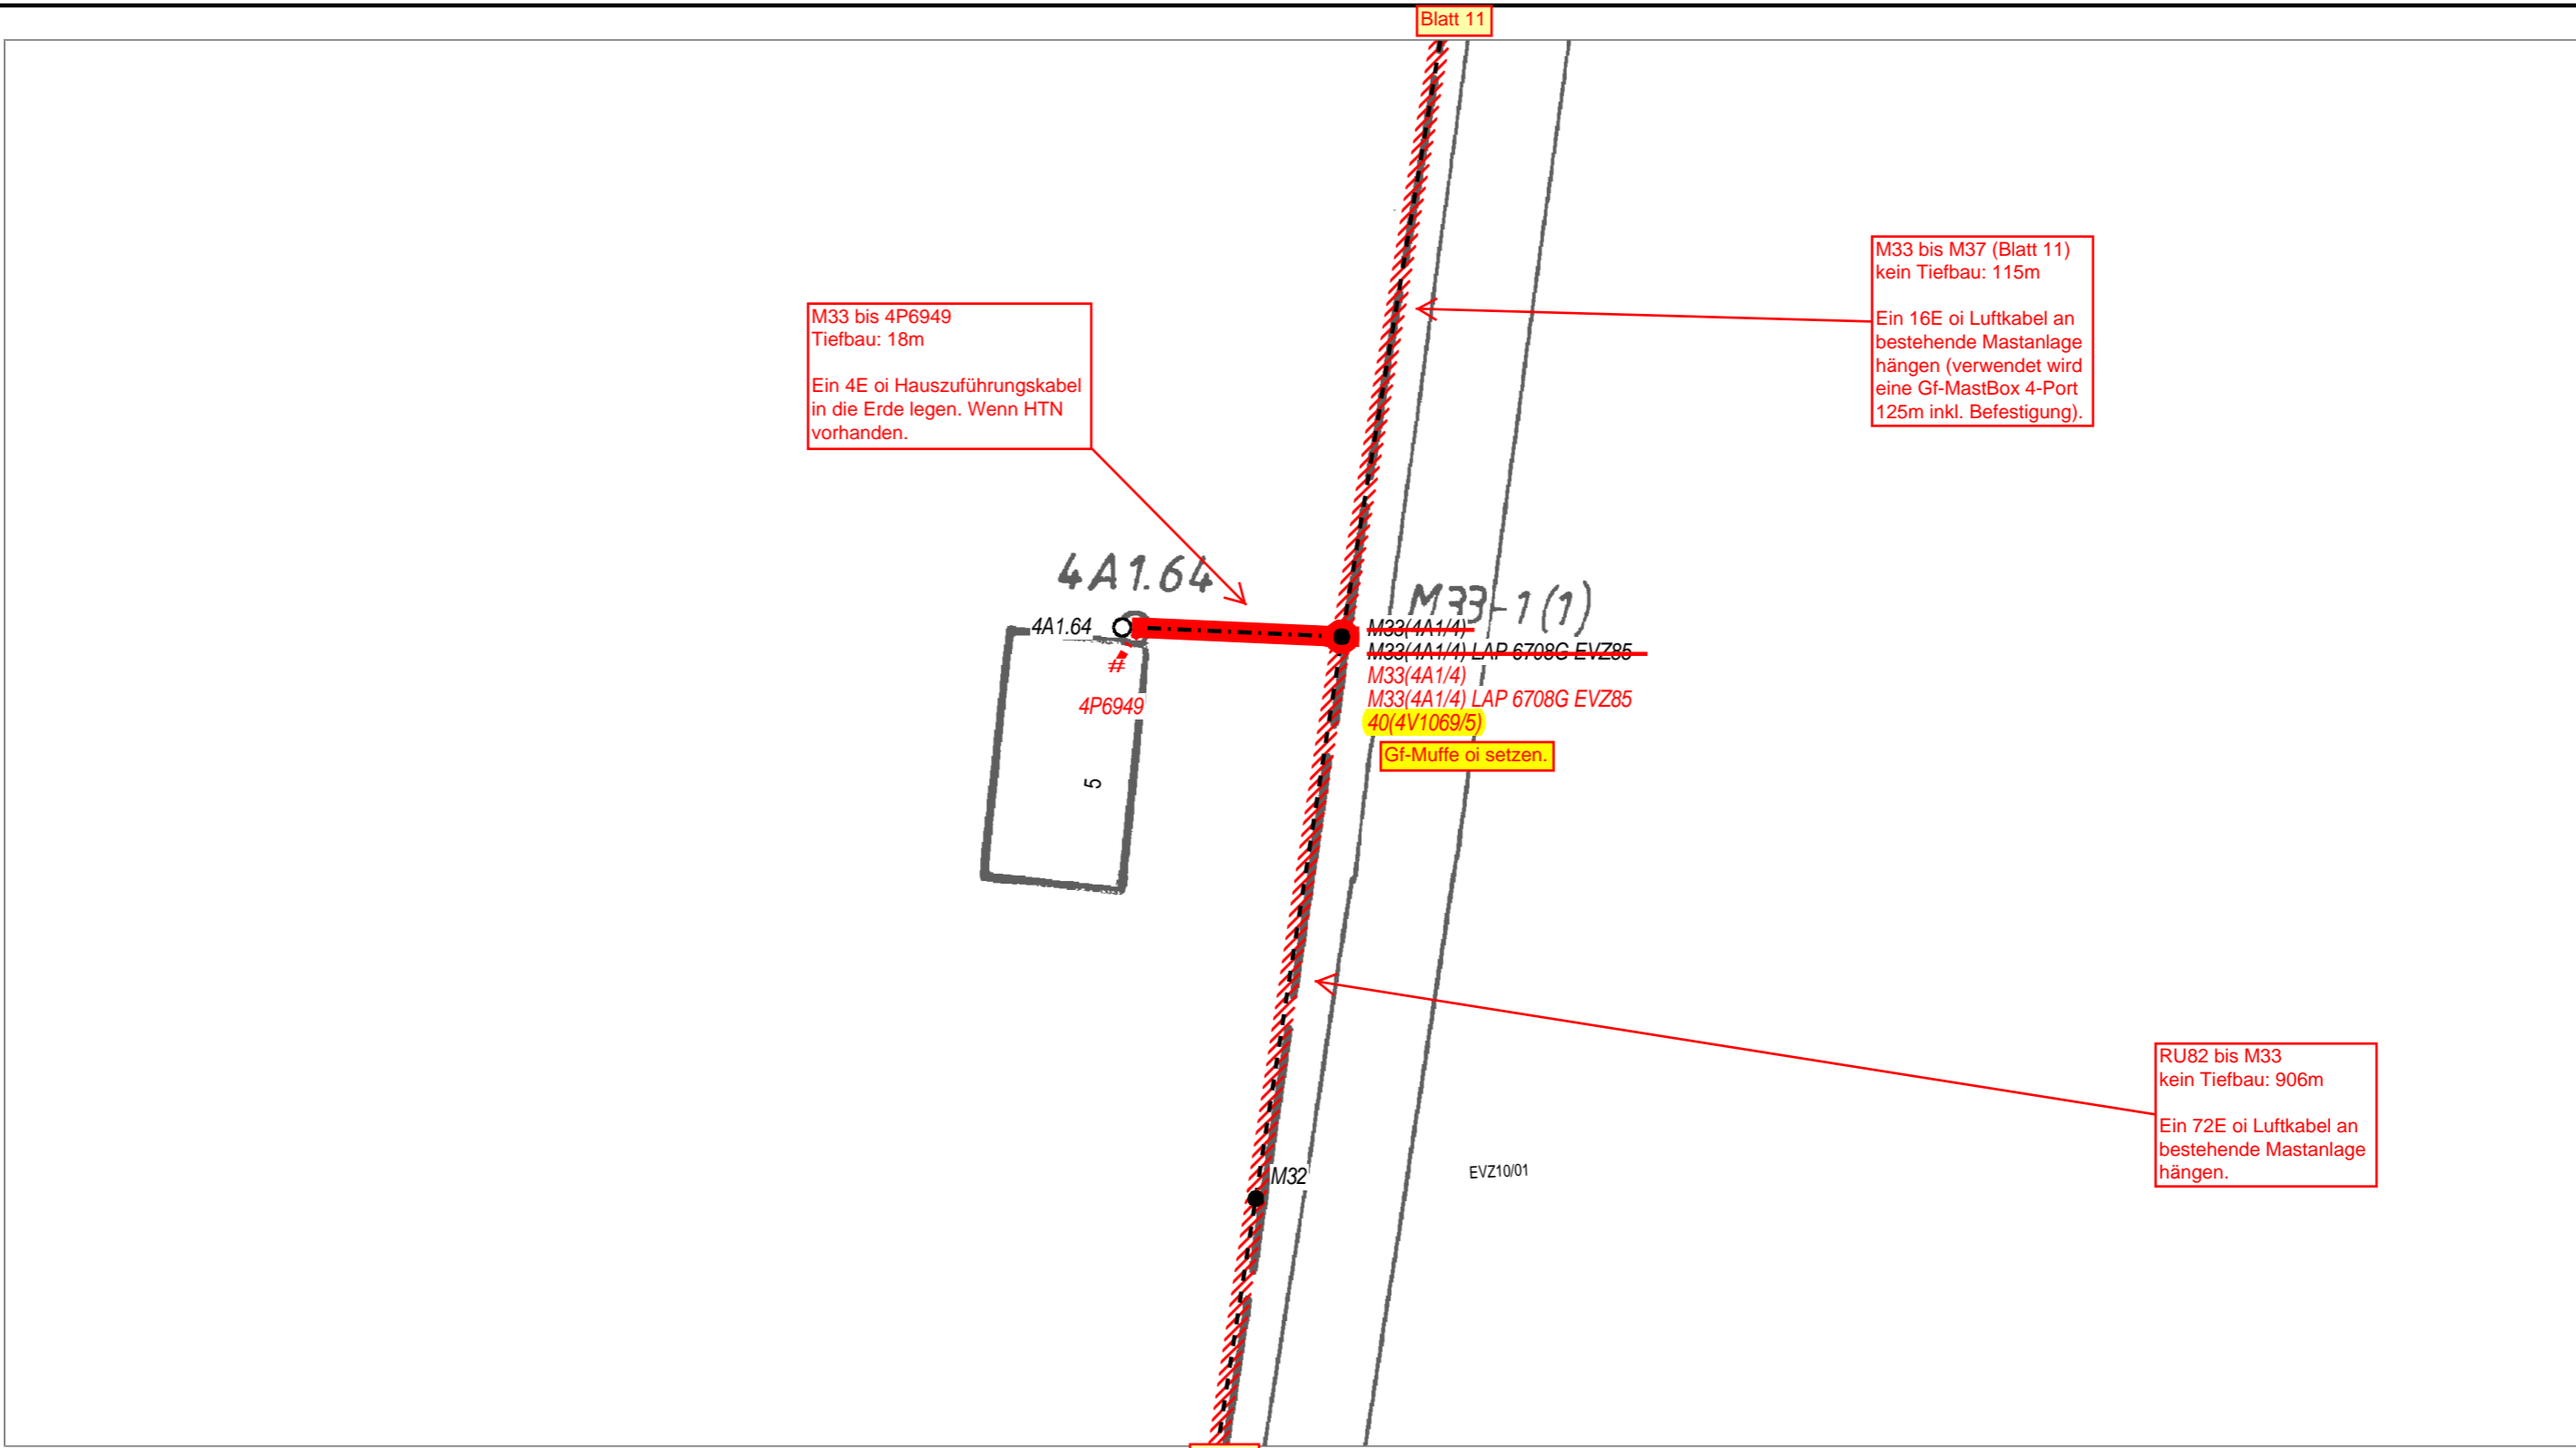 Blatt 11
M33 bis M37 (Blatt 11)
kein Tiefbau: 115m
Ein 16E oi Luftkabel an
bestehende Mastanlage
hängen (verwendet wird
eine Gf-MastBox 4-Port
125m inkl. Befestigung).
M33 bis 4P6949
Tiefbau: 18m
Ein 4E oi Hauszuführungskabel
in die Erde legen. Wenn HTN
vorhanden.
4A1.64
M33-1(1)
4A1.64
M33(4A1/4)
M33(4A1/4) LAP 6708G EVZ85
M33(4A1/4)
M33(4A1/4) LAP 6708G EVZ85
40(4V1069/5)
Gf-Muffe oi setzen.
#
4P6949
5
RU82 bis M33
kein Tiefbau: 906m
Ein 72E oi Luftkabel an
bestehende Mastanlage
hängen.
M32
EVZ10/01